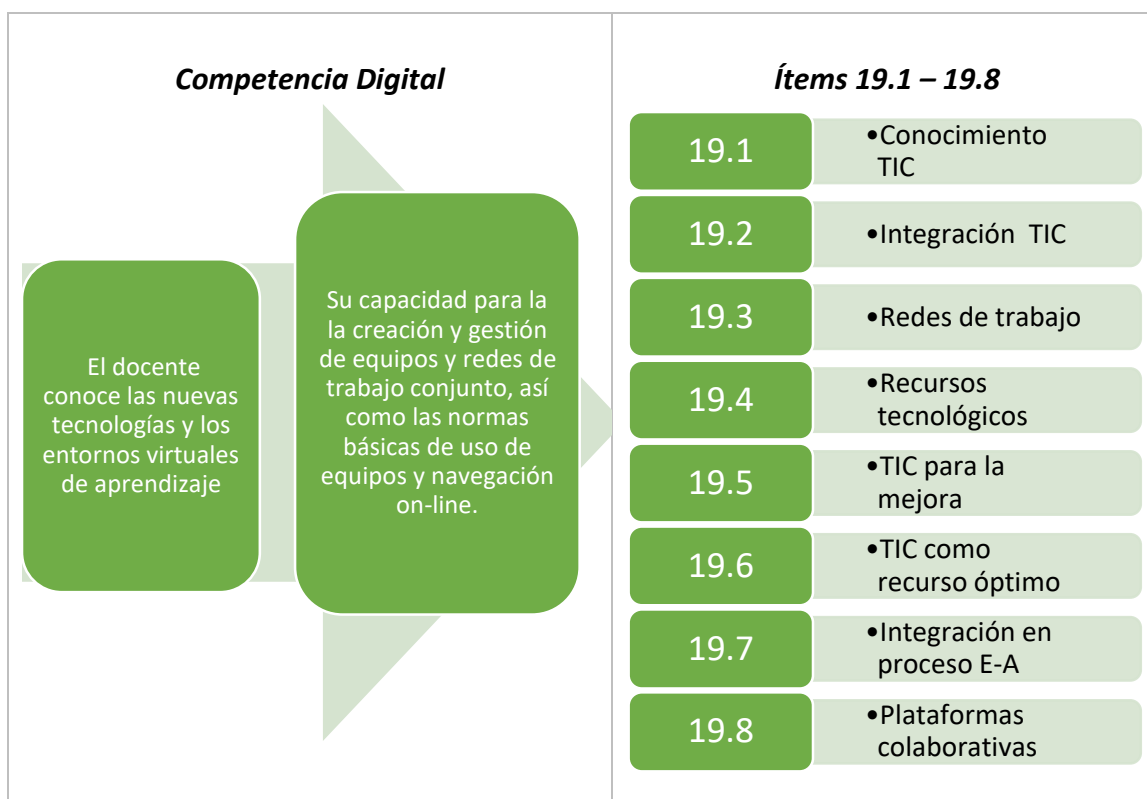 Competencia Digital
El docente
conoce las nuevas
tecnologías y los
entornos virtuales
de aprendizaje
Su capacidad para la
la creación y gestión
de equipos y redes de
trabajo conjunto, así
como las normas
básicas de uso de
equipos y navegación
on-line.
Ítems 19.1 – 19.8
19.1
•Conocimiento
TIC
19.2
•Integración TIC
19.3
•Redes de trabajo
19.4
•Recursos
tecnológicos
19.5
•TIC para la
mejora
19.6
•TIC como
recurso óptimo
19.7
•Integración en
proceso E-A
19.8
•Plataformas
colaborativas